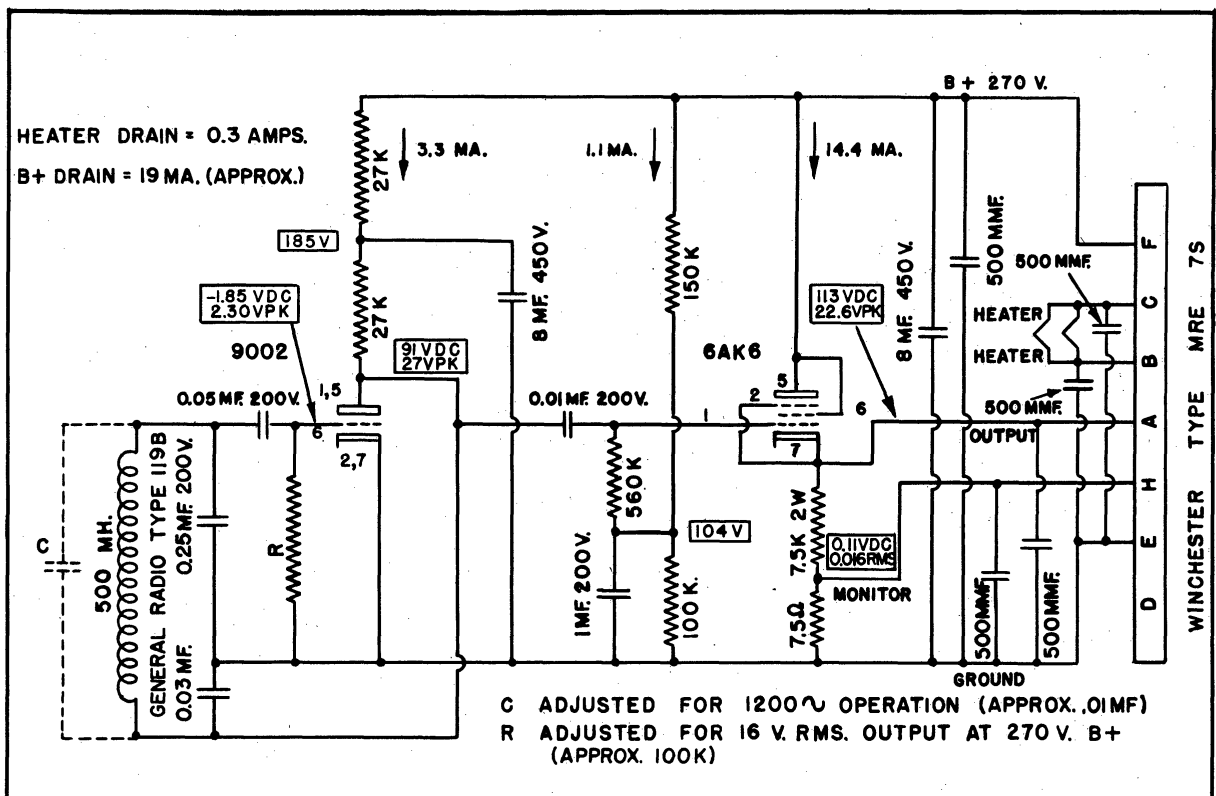 B+ 270 V.
HEATER DRAIN = 0.3 AMPS.
B+ DRAIN = 19 MA. (APPROX.)
27K
3.3 MA.
1.1 MA.
14.4 MA.
185V
27K
8 MF. 450V.
150K
-1.85 VDC
2.30VPK
9002
91 VDC
27VPK
113 VDC
22.6VPK
6AK6
8 MF. 450 V.
500 MMF.
500 MMF.
HEATER
HEATER
500 MMF.
0.05 MF. 200V.
1,5
6
2,7
0.01 MF. 200V.
1
2
5
6
7
OUTPUT
F
C
B
A
H
E
D
WINCHESTER TYPE MRE 7S
C
500 MH.
GENERAL RADIO TYPE 119B
0.25MF. 200V.
0.03 MF.
R
560K
1MF. 200V.
104V
100K.
7.5K 2W
0.11VDC
0.016RMS
MONITOR
7.5Ω
500MMF.
500MMF.
GROUND
C ADJUSTED FOR 1200∿ OPERATION (APPROX. .01MF)
R ADJUSTED FOR 16 V. RMS. OUTPUT AT 270 V. B+
(APPROX. 100K)